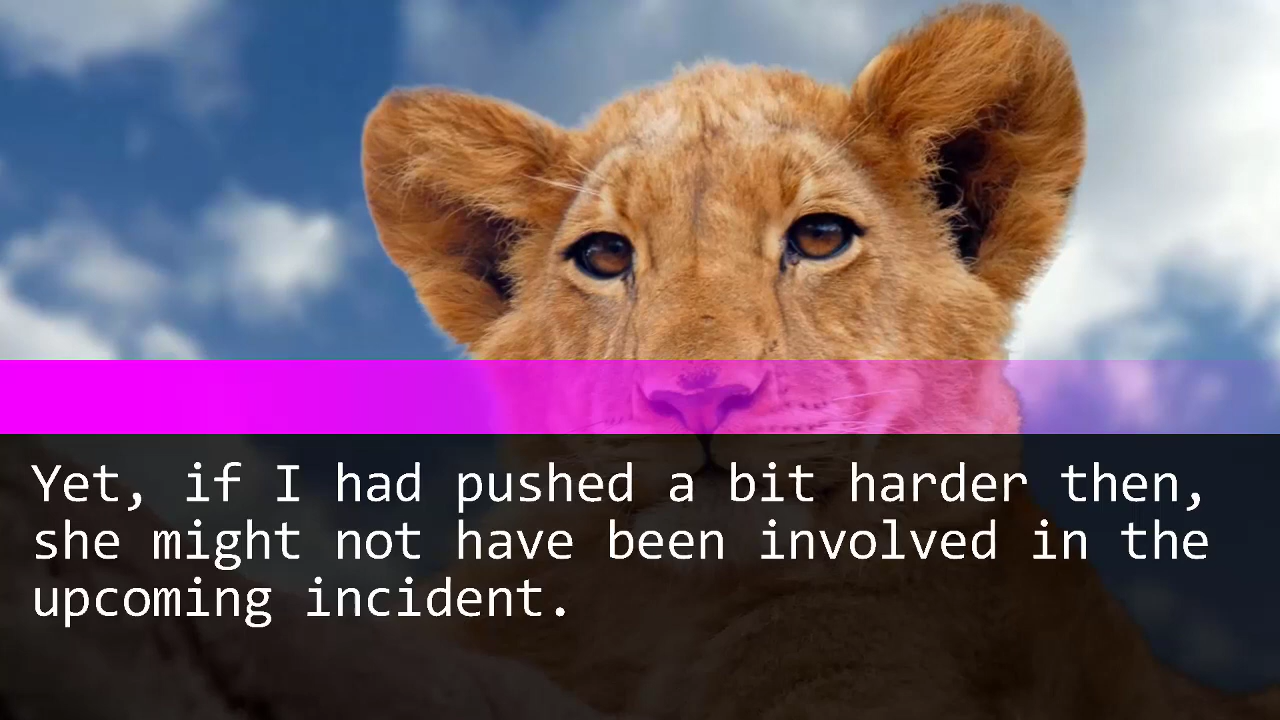 Yet, if I had pushed a bit harder then,
she might not have been involved in the
upcoming incident.